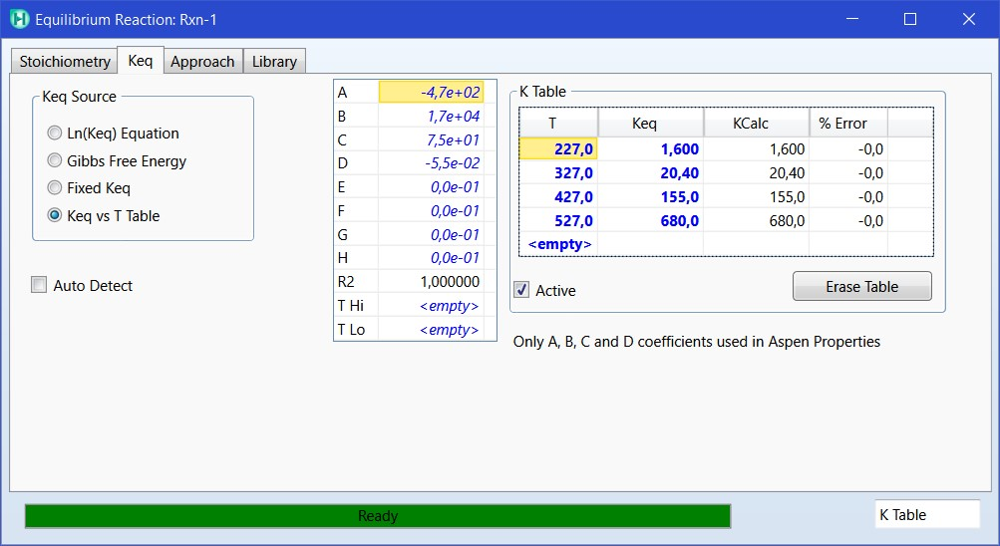 Equilibrium Reaction: Rxn-1
Stoichiometry Keq Approach Library
Keq Source
Ln(Keq) Equation
Gibbs Free Energy
Fixed Keq
Keq vs T Table
Auto Detect
A -4,7e+02
B 1,7e+04
C 7,5e+01
D -5,5e-02
E 0,0e-01
F 0,0e-01
G 0,0e-01
H 0,0e-01
R2 1,000000
T Hi <empty>
T Lo <empty>
K Table
T Keq KCalc % Error
227,0 1,600 1,600 -0,0
327,0 20,40 20,40 -0,0
427,0 155,0 155,0 -0,0
527,0 680,0 680,0 -0,0
<empty>
Active Erase Table
Only A, B, C and D coefficients used in Aspen Properties
Ready
K Table